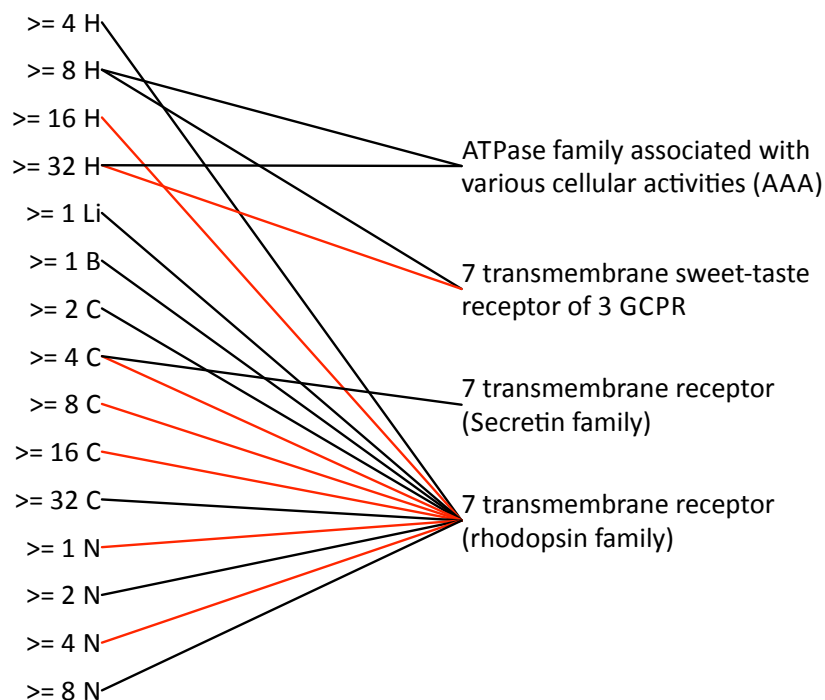 >= 4 H
>= 8 H
>= 16 H
>= 32 H
>= 1 Li
>= 1 B
>= 2 C
>= 4 C
>= 8 C
>= 16 C
>= 32 C
>= 1 N
>= 2 N
>= 4 N
>= 8 N
ATPase family associated with
various cellular activities (AAA)
7 transmembrane sweet-taste
receptor of 3 GCPR
7 transmembrane receptor
(Secretin family)
7 transmembrane receptor
(rhodopsin family)